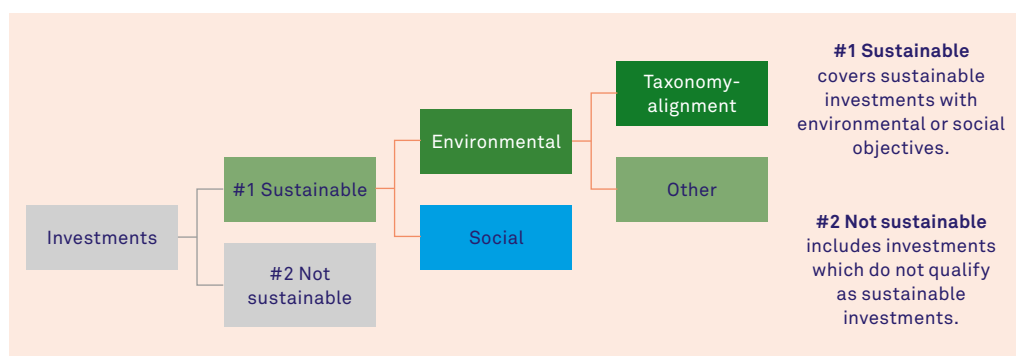 Investments
#1 Sustainable
#2 Not
sustainable
Environmental
Social
Taxonomy-
alignment
Other
#1 Sustainable
covers sustainable
investments with
environmental or social
objectives.
#2 Not sustainable
includes investments
which do not qualify
as sustainable
investments.